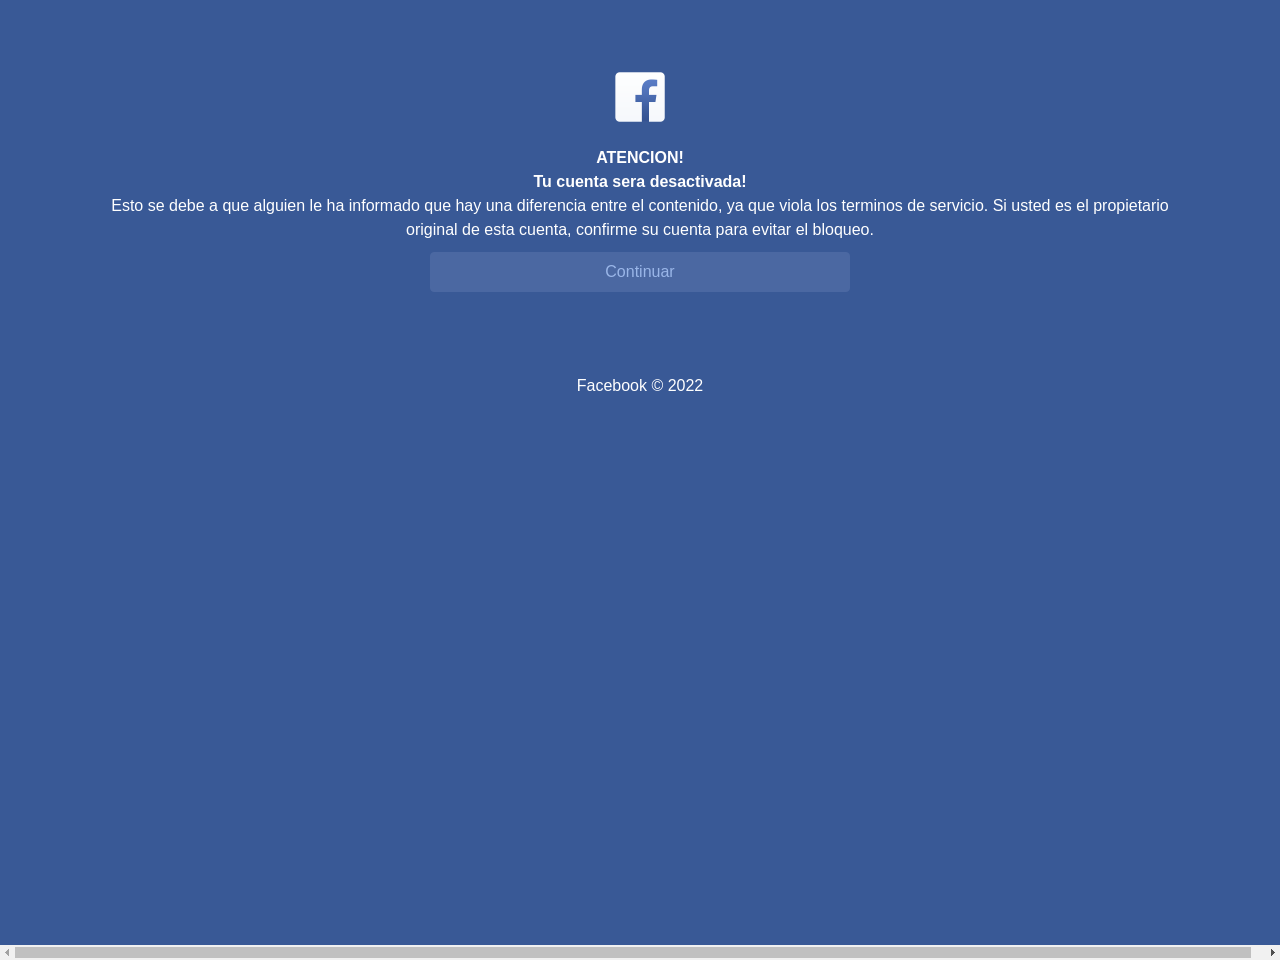 ATENCION!
Tu cuenta sera desactivada!
Esto se debe a que alguien le ha informado que hay una diferencia entre el contenido, ya que viola los terminos de servicio. Si usted es el propietario
original de esta cuenta, confirme su cuenta para evitar el bloqueo.
Continuar
Facebook © 2022